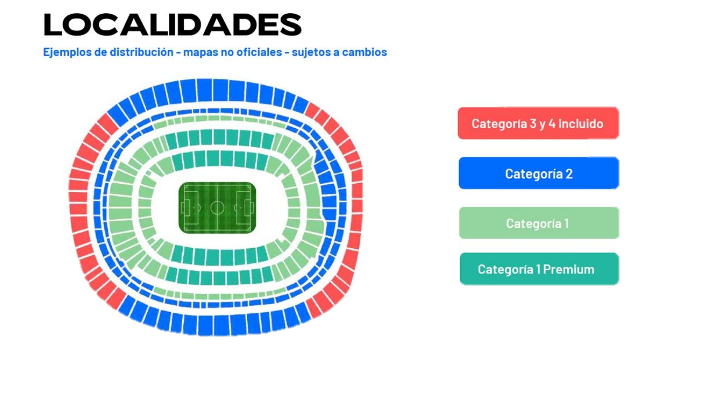 LOCALIDADES
Ejemplos de distribución - mapas no oficiales - sujetos a cambios
Categoría 3 y 4 incluido
Categoría 2
Categoría 1
Categoría 1 Premium